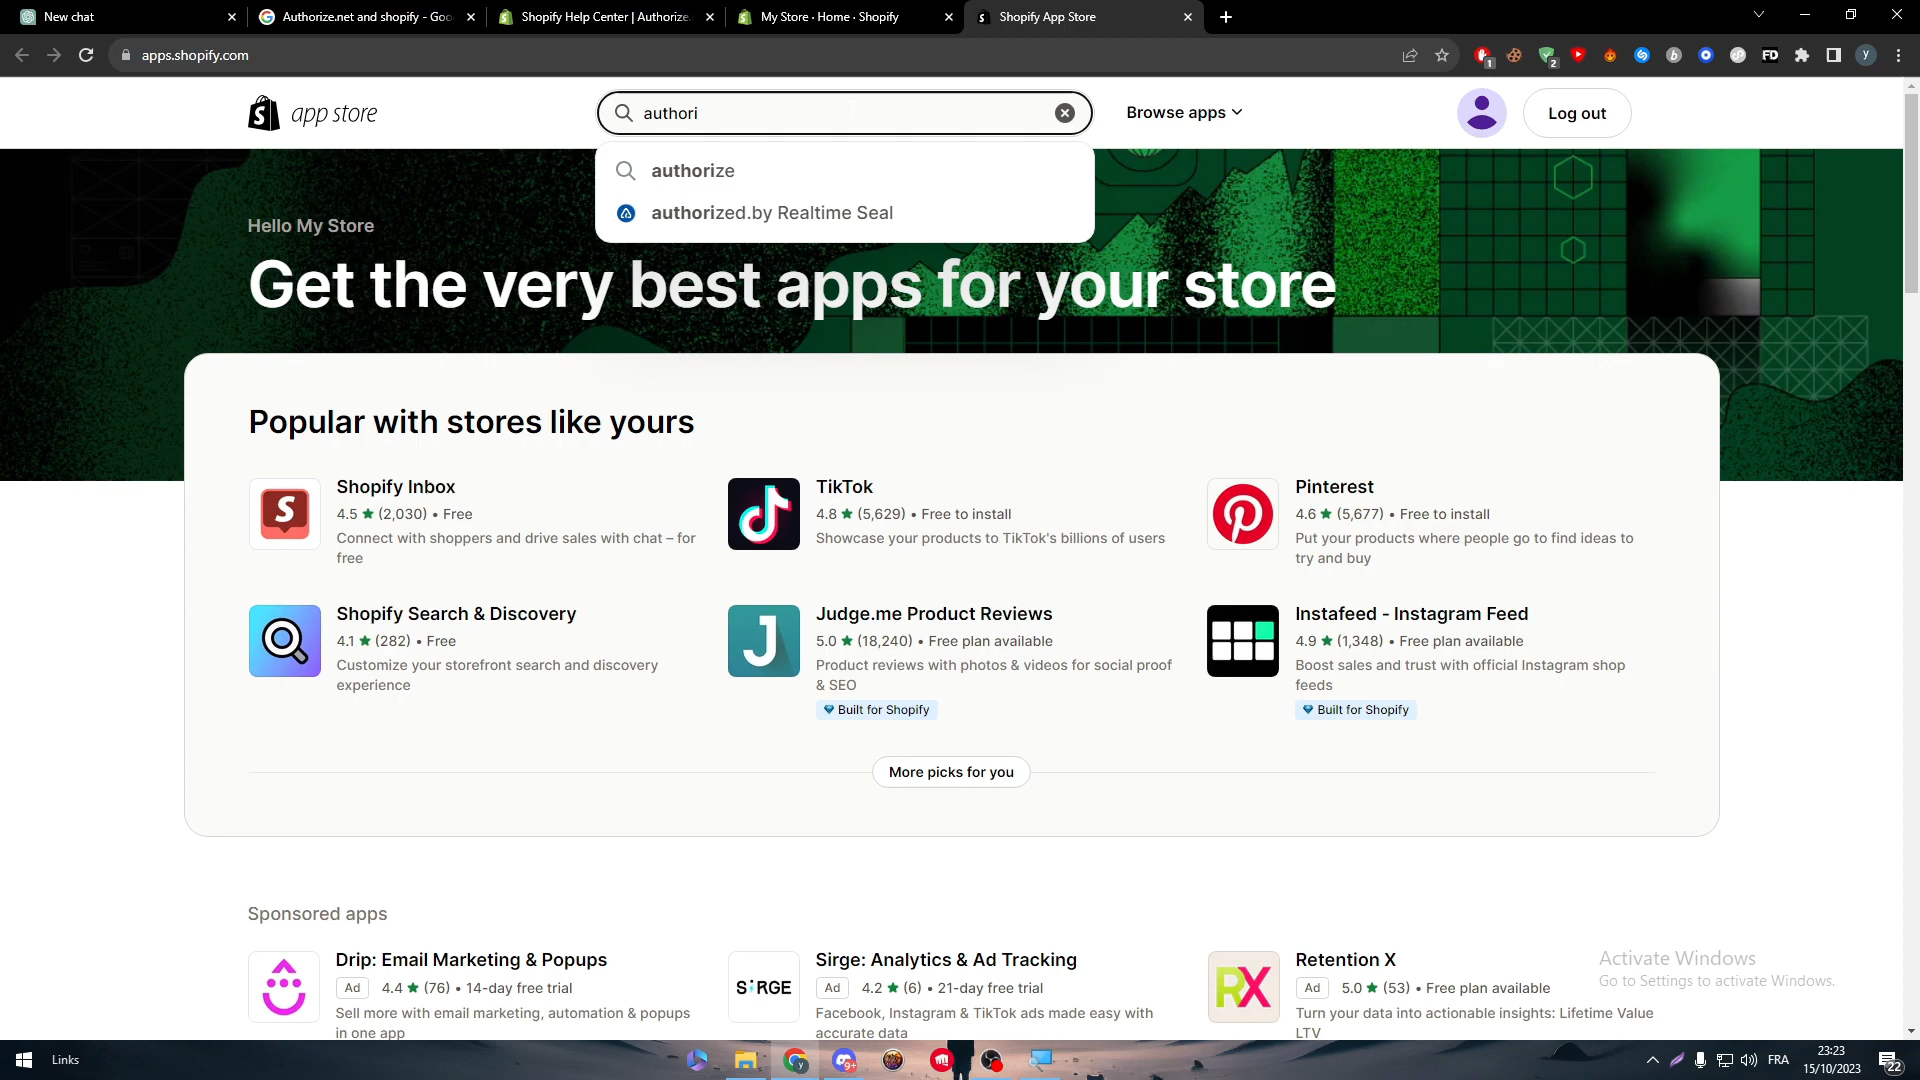 New chat
Authorize.net and shopify - Goo
Shopify Help Center | Authorize.
My Store · Home · Shopify
Shopify App Store
apps.shopify.com
1
2
b
FD
y
app store
authori
Browse apps
Log out
authorize
authorized.by Realtime Seal
Hello My Store
Get the very best apps for your store
Popular with stores like yours
Shopify Inbox
4.5 ★ (2,030) • Free
Connect with shoppers and drive sales with chat – for
free
TikTok
4.8 ★ (5,629) • Free to install
Showcase your products to TikTok's billions of users
Pinterest
4.6 ★ (5,677) • Free to install
Put your products where people go to find ideas to
try and buy
Shopify Search & Discovery
4.1 ★ (282) • Free
Customize your storefront search and discovery
experience
Judge.me Product Reviews
5.0 ★ (18,240) • Free plan available
Product reviews with photos & videos for social proof
& SEO
Built for Shopify
Instafeed - Instagram Feed
4.9 ★ (1,348) • Free plan available
Boost sales and trust with official Instagram shop
feeds
Built for Shopify
More picks for you
Sponsored apps
Drip: Email Marketing & Popups
Ad 4.4 ★ (76) • 14-day free trial
Sell more with email marketing, automation & popups
in one app
SIRGE
Sirge: Analytics & Ad Tracking
Ad 4.2 ★ (6) • 21-day free trial
Facebook, Instagram & TikTok ads made easy with
accurate data
RX
Retention X
Ad 5.0 ★ (53) • Free plan available
Turn your data into actionable insights: Lifetime Value
LTV
Activate Windows
Go to Settings to activate Windows.
Links
9+
FRA
23:23
15/10/2023
22